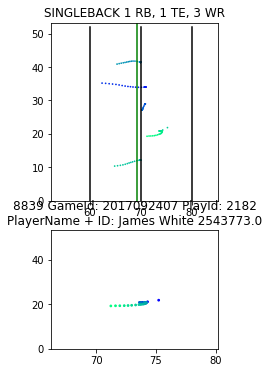 SINGLEBACK 1 RB, 1 TE, 3 WR
50
40
30
20
10
0
60 70 80
8839 GameId: 2017092407 PlayId: 2182
PlayerName + ID: James White 2543773.0
40
20
0
70 75 80